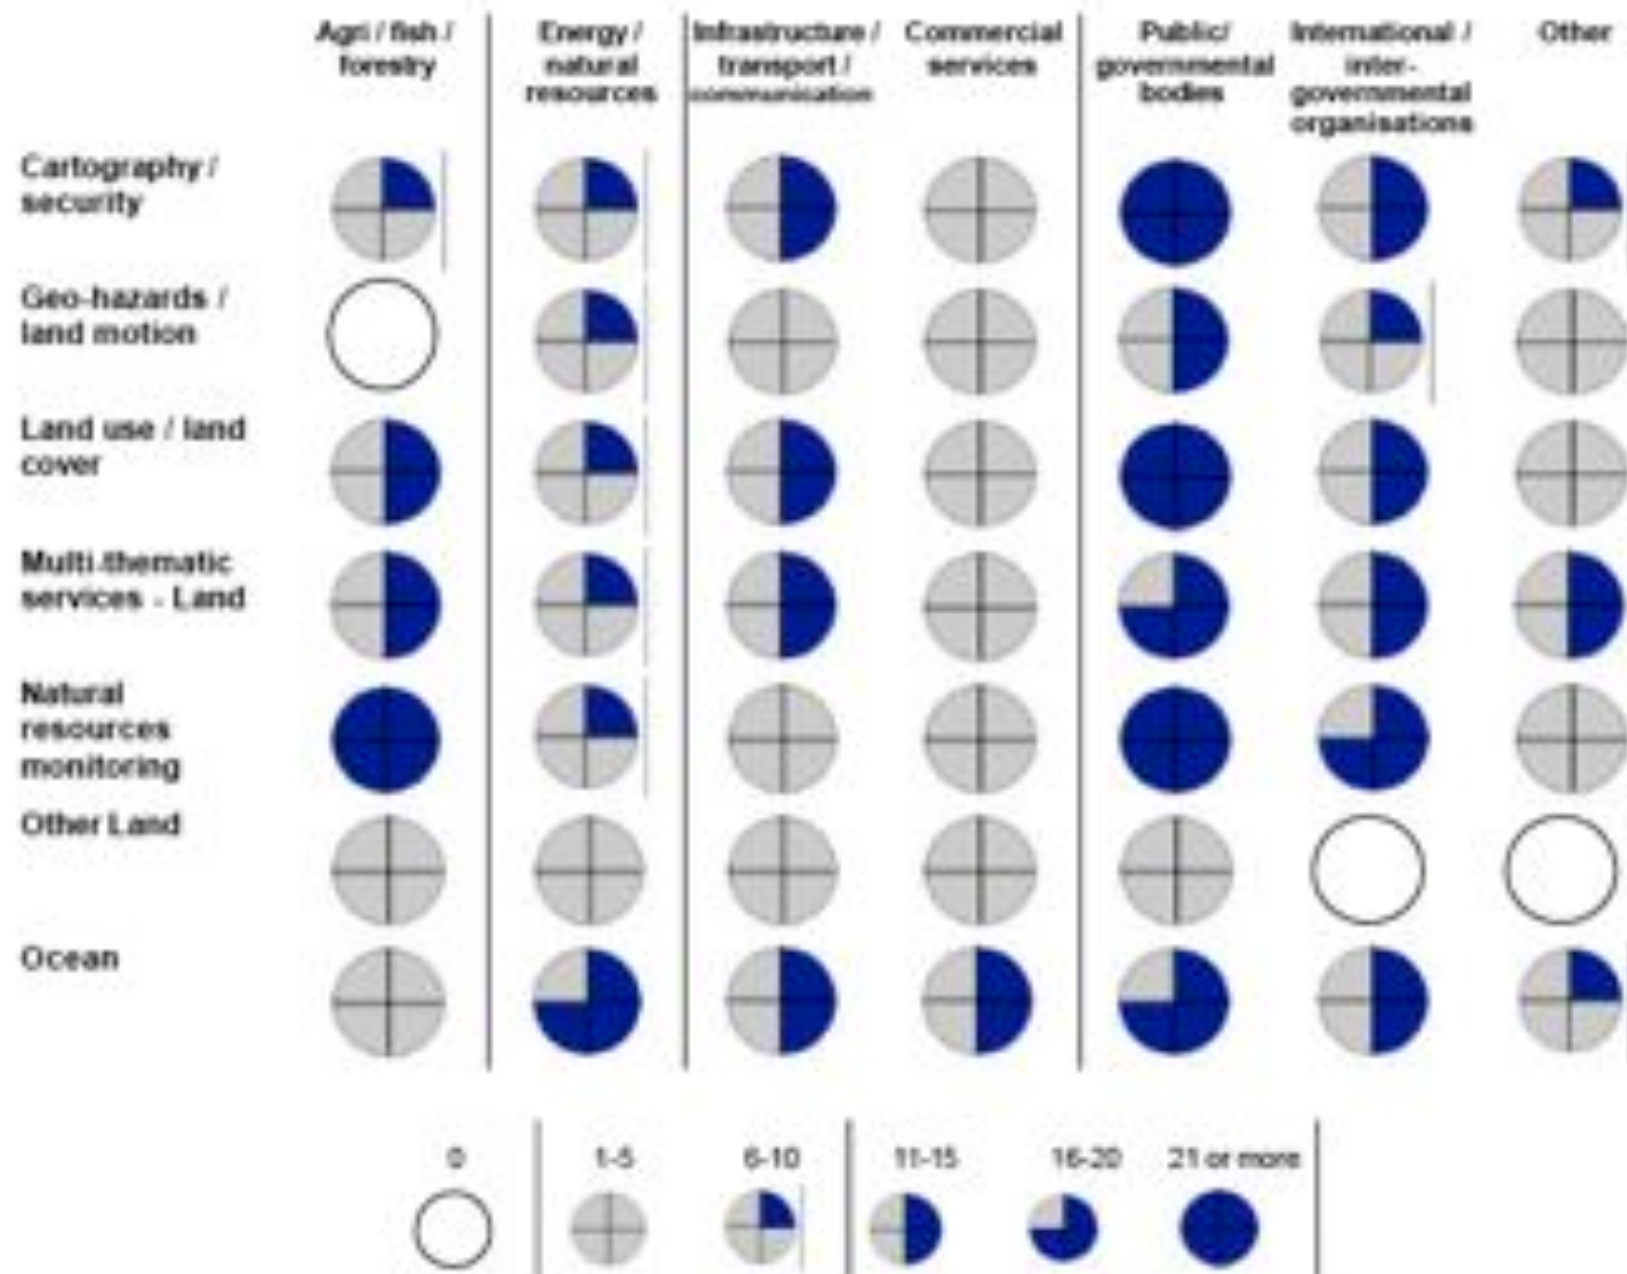 Agri / fish /
forestry
Energy /
natural
resources
Infrastructure /
transport /
communication
Commercial
services
Public/
governmental
bodies
International /
inter-
governmental
organisations
Other
Cartography /
security
Geo-hazards /
land motion
Land use / land
cover
Multi-thematic
services - Land
Natural
resources
monitoring
Other Land
Ocean
0
1-5
6-10
11-15
16-20
21 or more